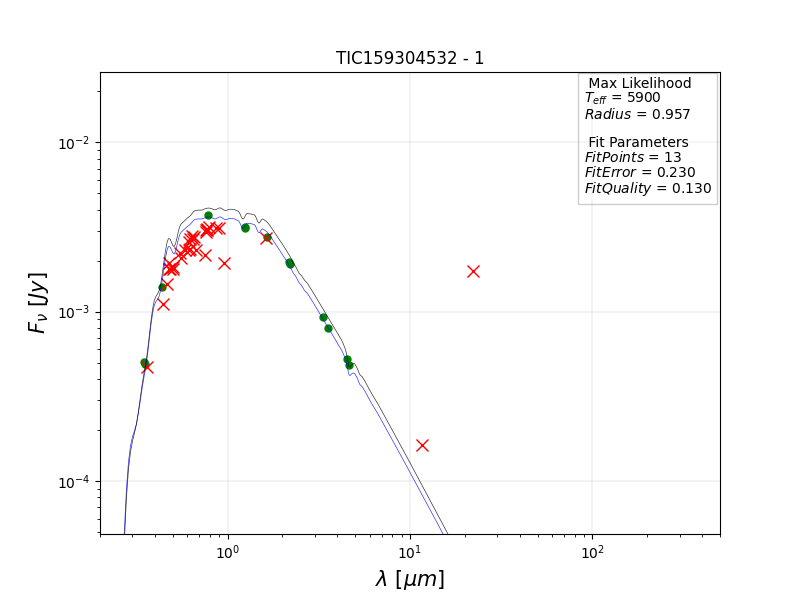 TIC159304532 - 1
Max Likelihood
T_eff = 5900
Radius = 0.957
Fit Parameters
FitPoints = 13
FitError = 0.230
FitQuality = 0.130
10^−2
10^−3
10^−4
F_ν [Jy]
10^0 10^1 10^2
λ [μm]